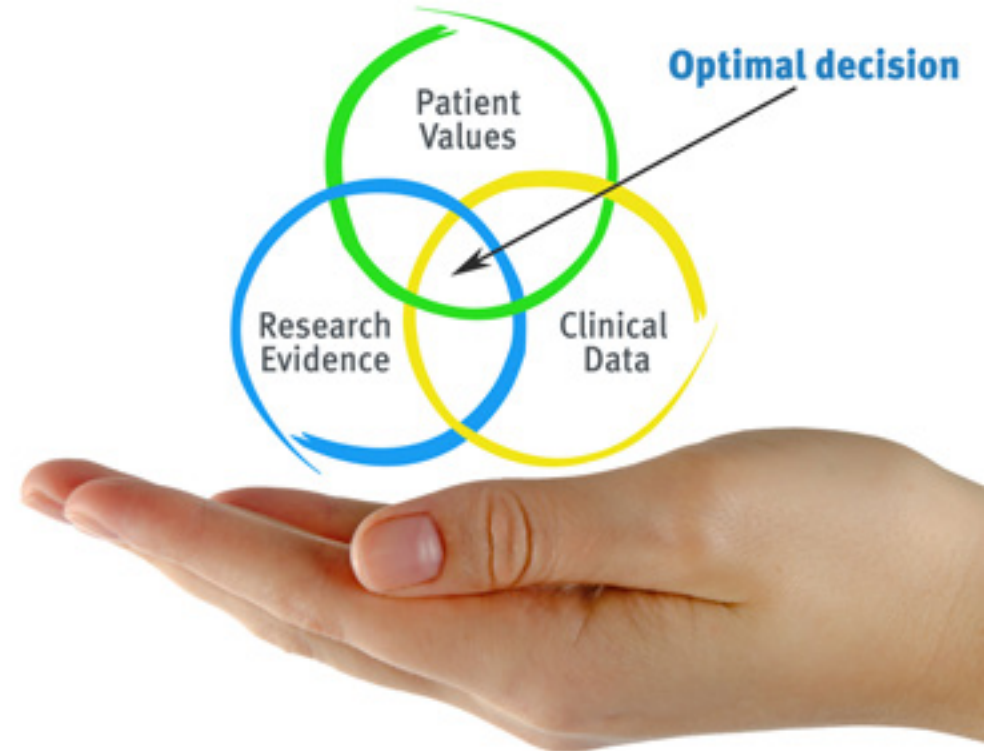 Optimal decision
Patient
Values
Research
Evidence
Clinical
Data